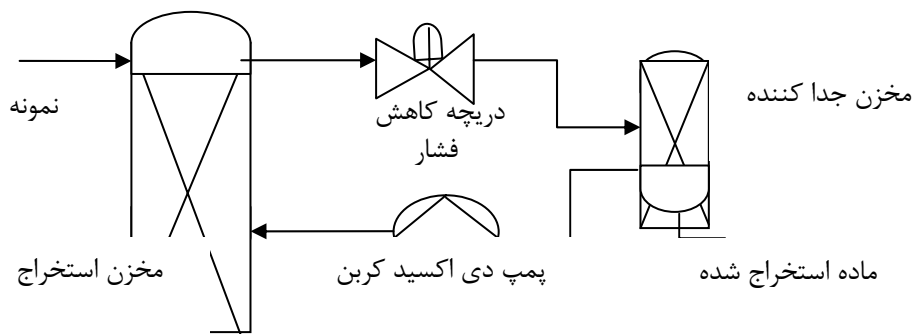 نمونه
دریچه کاهش
فشار
مخزن جدا کننده
مخزن استخراج
پمپ دی اکسید کربن
ماده استخراج شده